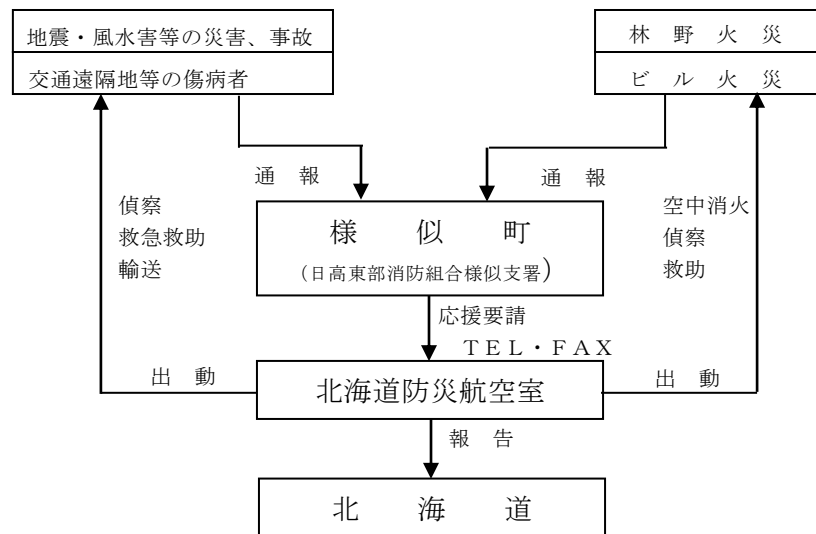 地震・風水害等の災害、事故
交通遠隔地等の傷病者
林　野　火　災
ビ　ル　火　災
通　報
通　報
偵察
救急救助
輸送
空中消火
偵察
救助
様　似　町
(日高東部消防組合様似支署)
応援要請
ＴＥＬ・ＦＡＸ
出　動
北海道防災航空室
出　動
報　告
北　海　道